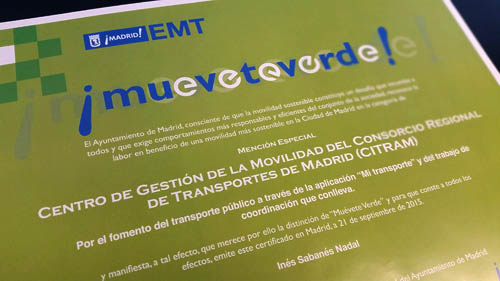 ¡MADRID!
EMT
¡mueveteverde!
El Ayuntamiento de Madrid, consciente de que la movilidad sostenible constituye un desafío que incumbe a
todos y que exige comportamientos más responsables y eficientes del conjunto de la sociedad, reconoce la
labor en beneficio de una movilidad más sostenible en la Ciudad de Madrid en la categoría de
MENCIÓN ESPECIAL
CENTRO DE GESTIÓN DE LA MOVILIDAD DEL CONSORCIO REGIONAL
DE TRANSPORTES DE MADRID (CITRAM)
Por el fomento del transporte público a través de la aplicación "Mi transporte" y del trabajo de
coordinación que conlleva.
y manifiesta, a tal efecto, que merece por ello la distinción de "Muévete Verde" y para que consta a todos los
efectos, emite este certificado en Madrid, a 21 de septiembre de 2015.
Inés Sabanés Nadal
del Ayuntamiento de Madrid